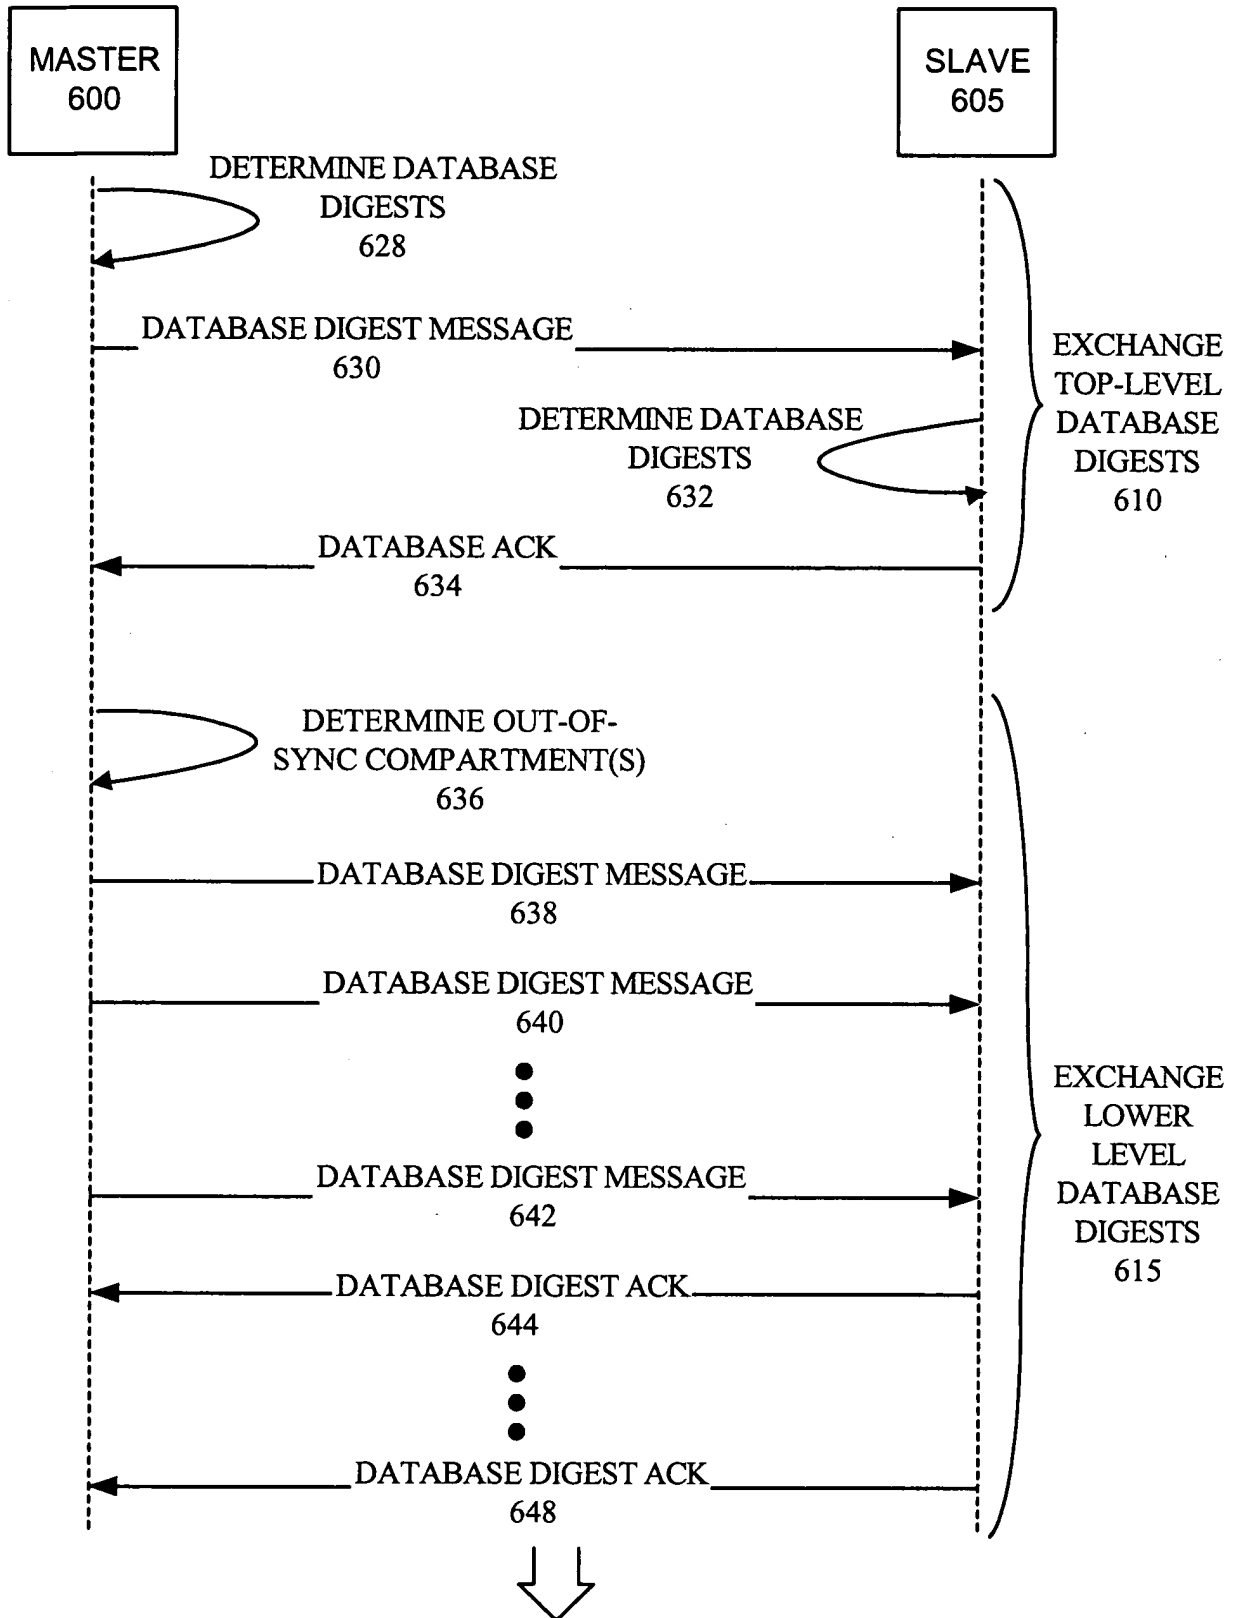 MASTER
600
SLAVE
605
DETERMINE DATABASE
DIGESTS
628
DATABASE DIGEST MESSAGE
630
DETERMINE DATABASE
DIGESTS
632
DATABASE ACK
634
EXCHANGE
TOP-LEVEL
DATABASE
DIGESTS
610
DETERMINE OUT-OF-
SYNC COMPARTMENT(S)
636
DATABASE DIGEST MESSAGE
638
DATABASE DIGEST MESSAGE
640
DATABASE DIGEST MESSAGE
642
DATABASE DIGEST ACK
644
DATABASE DIGEST ACK
648
EXCHANGE
LOWER
LEVEL
DATABASE
DIGESTS
615